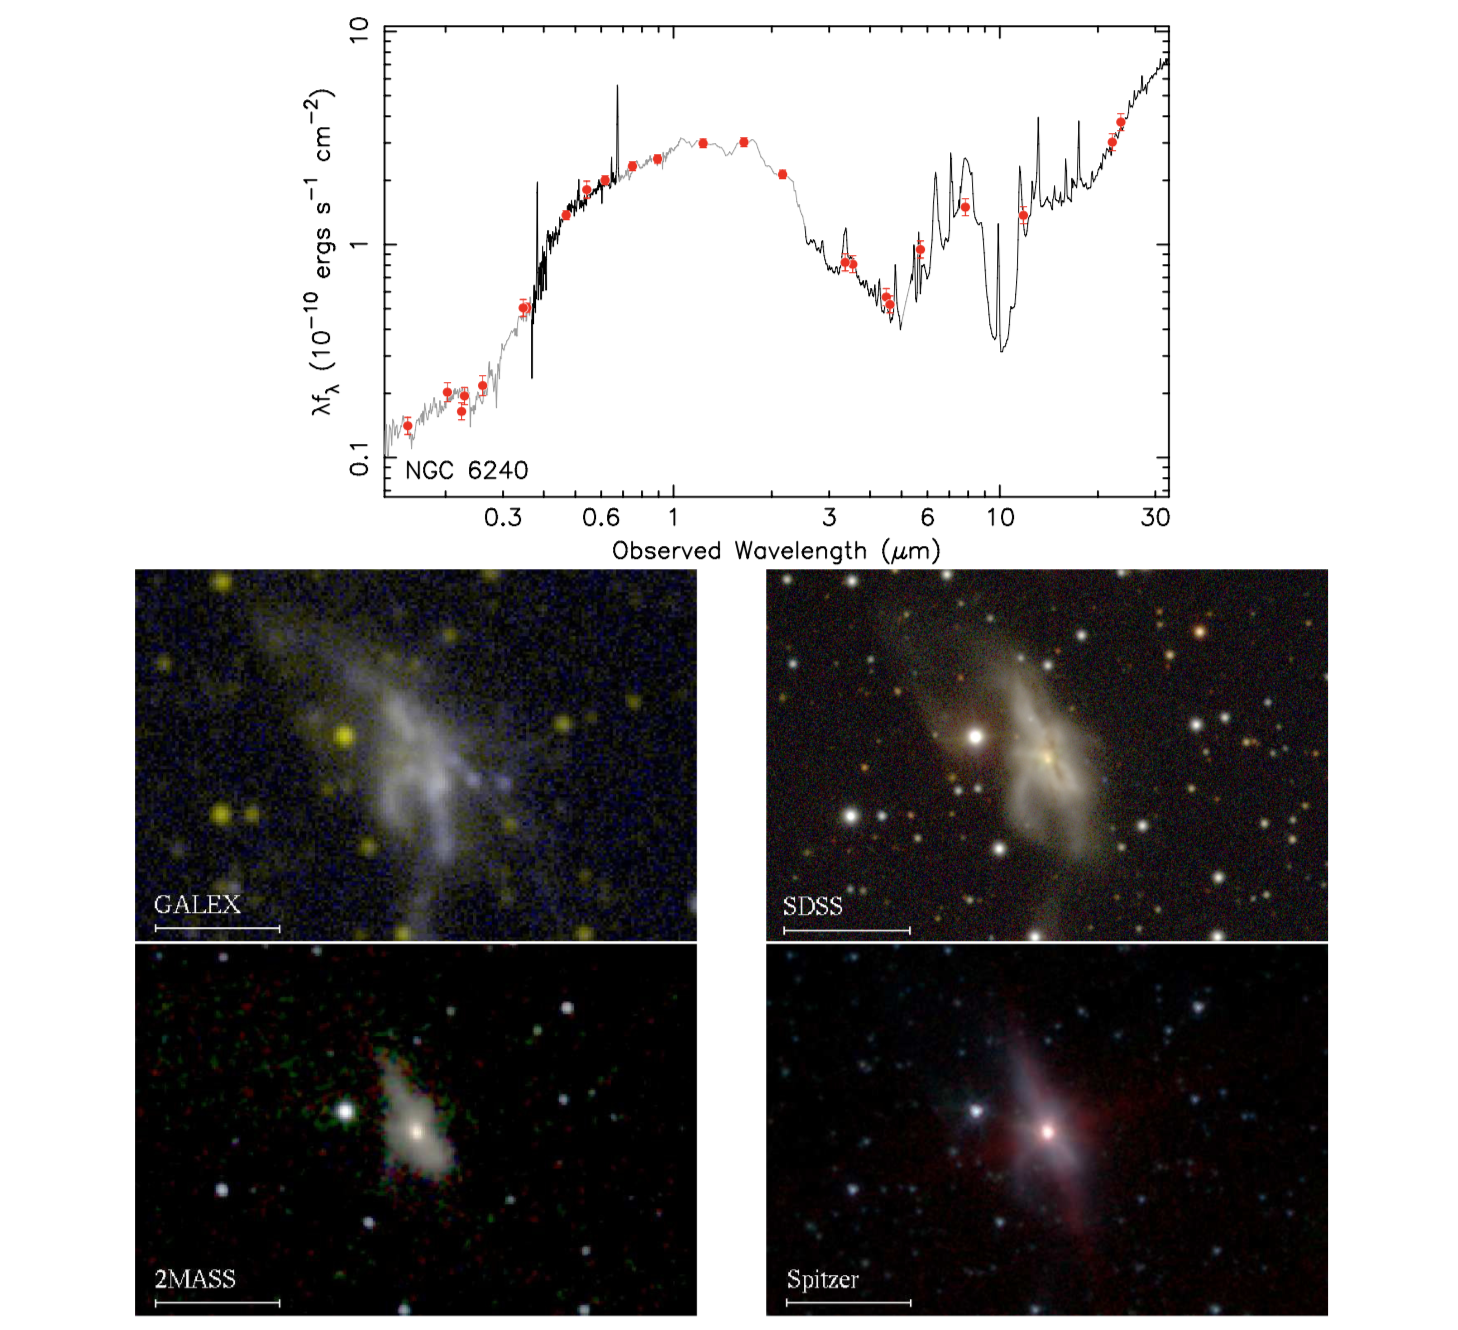 10
1
0.1
λfλ (10−10 ergs s−1 cm−2)
NGC 6240
0.3 0.6 1 3 6 10 30
Observed Wavelength (μm)
GALEX
SDSS
2MASS
Spitzer